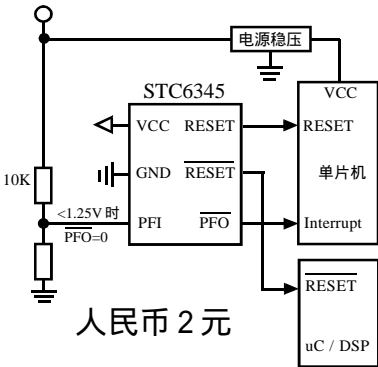 电源稳压
STC6345
VCC
VCC RESET
RESET
GND RESET
单片机
10K
<1.25V 时
PFO=0
PFI PFO
Interrupt
RESET
人民币 2 元
uC / DSP